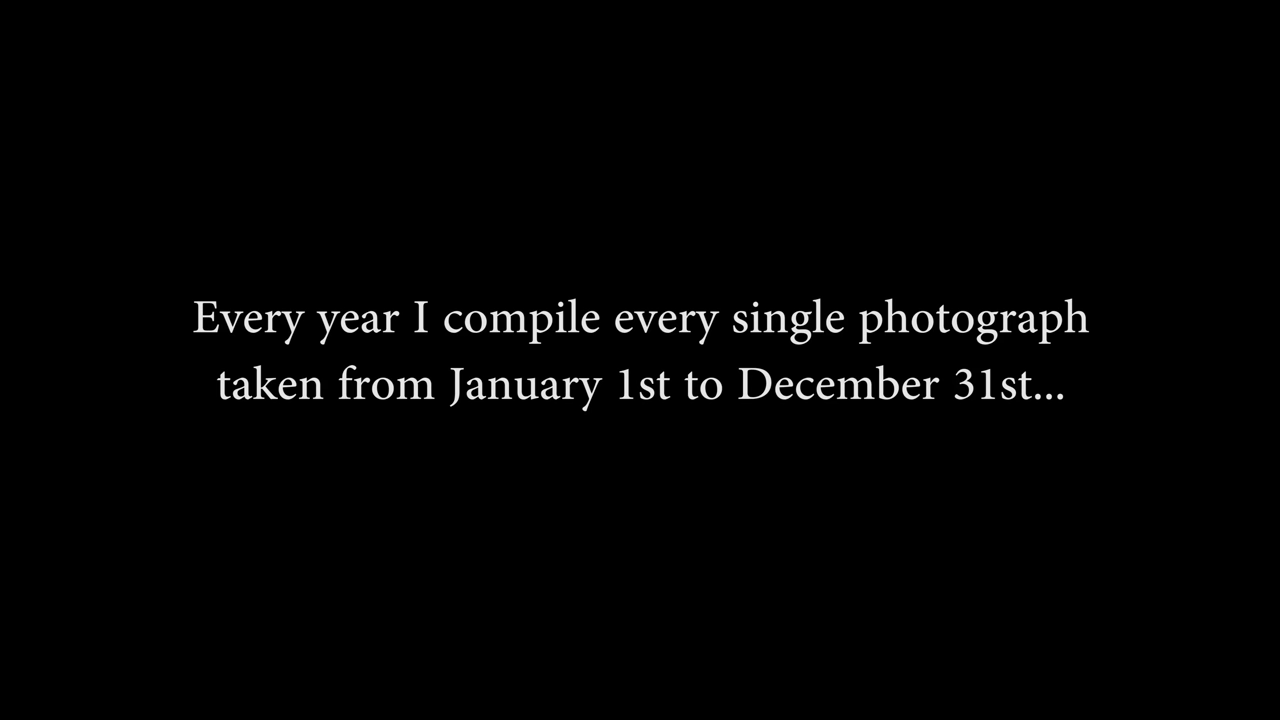 Every year I compile every single photograph
taken from January 1st to December 31st...